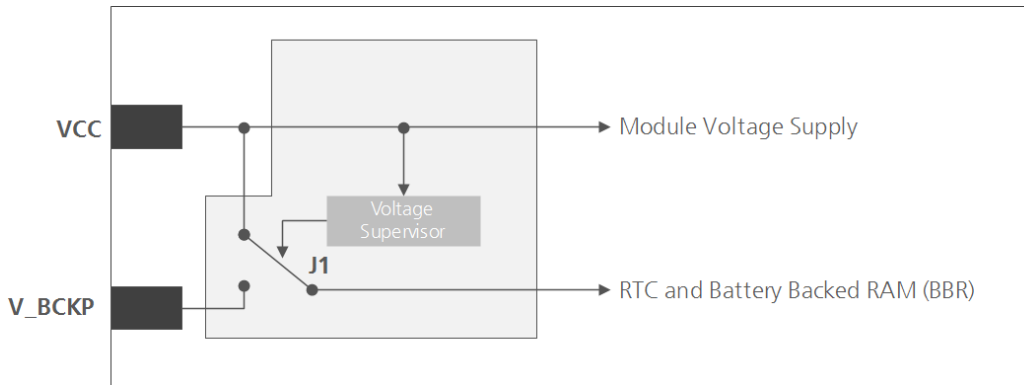 VCC
Module Voltage Supply
Voltage
Supervisor
J1
V_BCKP
RTC and Battery Backed RAM (BBR)